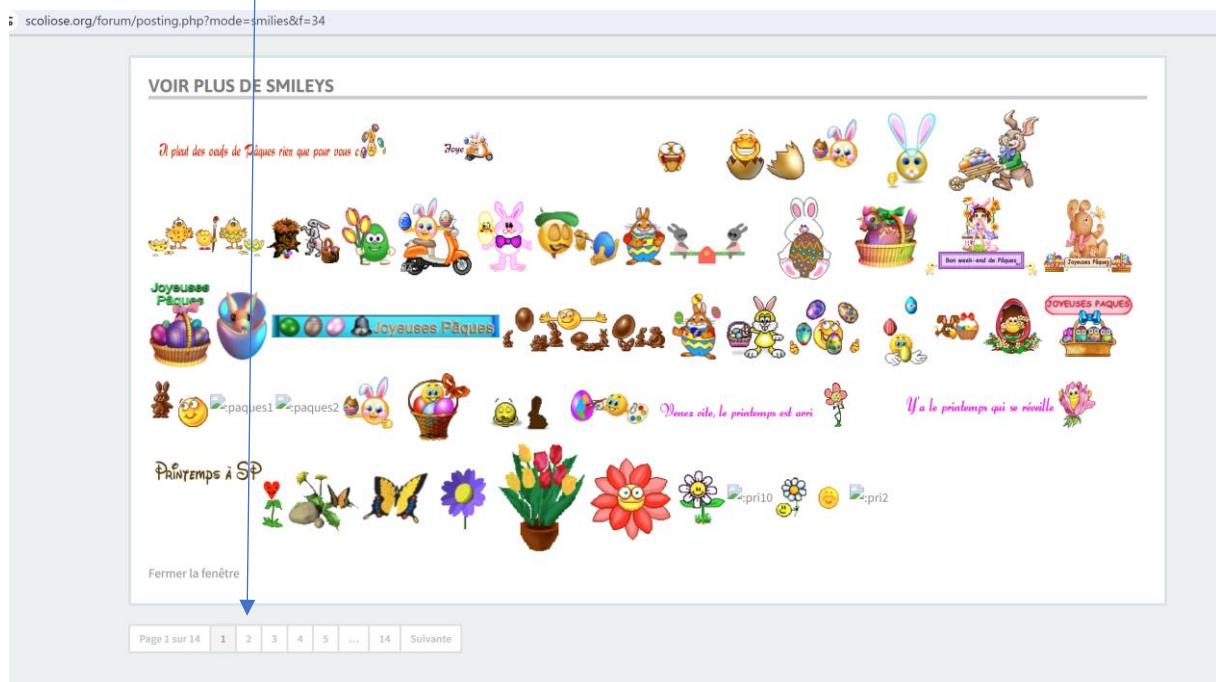 scoliose.org/forum/posting.php?mode=smilies&f=34
VOIR PLUS DE SMILEYS
Il pleut des oeufs de Pâques rien que pour vous c
Joye
Bon week-end de Pâques
Joyeuses Pâques
Joyeuses
Pâques
Joyeuses Pâques
JOYEUSES PAQUES
:paques1 :paques2
Venez vite, le printemps est arri
Y'a le printemps qui se réveille
PRINTEMPS À SP
:pri10
:pri2
Fermer la fenêtre
Page 1 sur 14 1 2 3 4 5 ... 14 Suivante